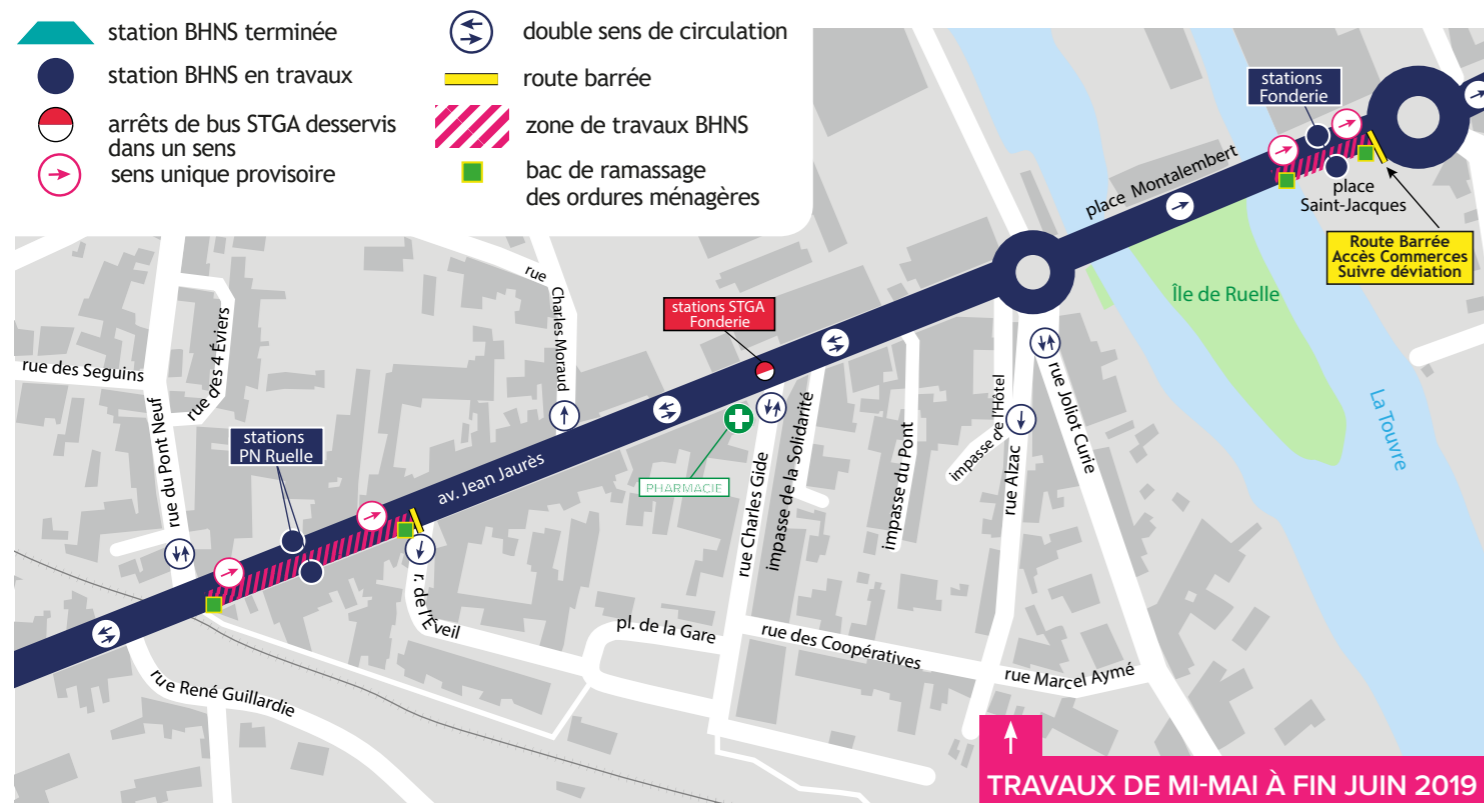 station BHNS terminée
station BHNS en travaux
arrêts de bus STGA desservis
dans un sens
sens unique provisoire
double sens de circulation
route barrée
zone de travaux BHNS
bac de ramassage
des ordures ménagères
stations
Fonderie
place Montalembert
place
Saint-Jacques
Route Barrée
Accès Commerces
Suivre déviation
Île de Ruelle
La Touvre
rue Charles Moraud
stations STGA
Fonderie
rue des 4 Éviers
rue des Seguins
rue du Pont Neuf
stations
PN Ruelle
av. Jean Jaurès
PHARMACIE
rue Charles Gide
impasse de la Solidarité
impasse du Pont
impasse de l'Hôtel
rue Alzac
rue Joliot Curie
r. de l'Éveil
pl. de la Gare
rue des Coopératives
rue Marcel Aymé
rue René Guillardie
TRAVAUX DE MI-MAI À FIN JUIN 2019